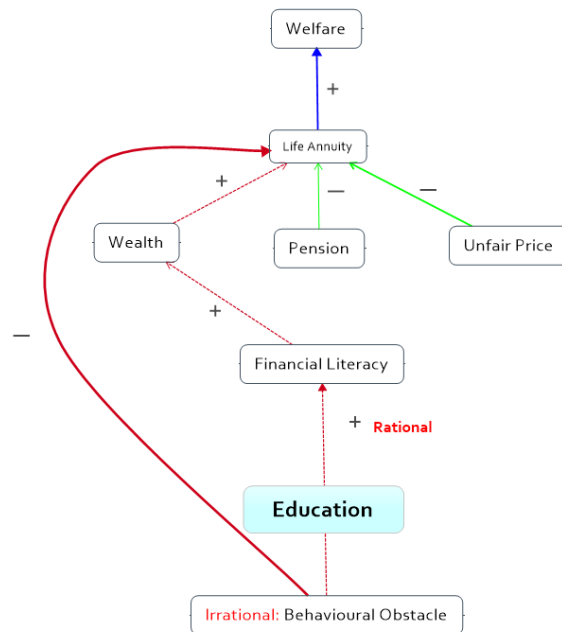 Welfare
+
Life Annuity
+
—
—
Wealth
Pension
Unfair Price
+
—
Financial Literacy
+ Rational
Education
Irrational: Behavioural Obstacle